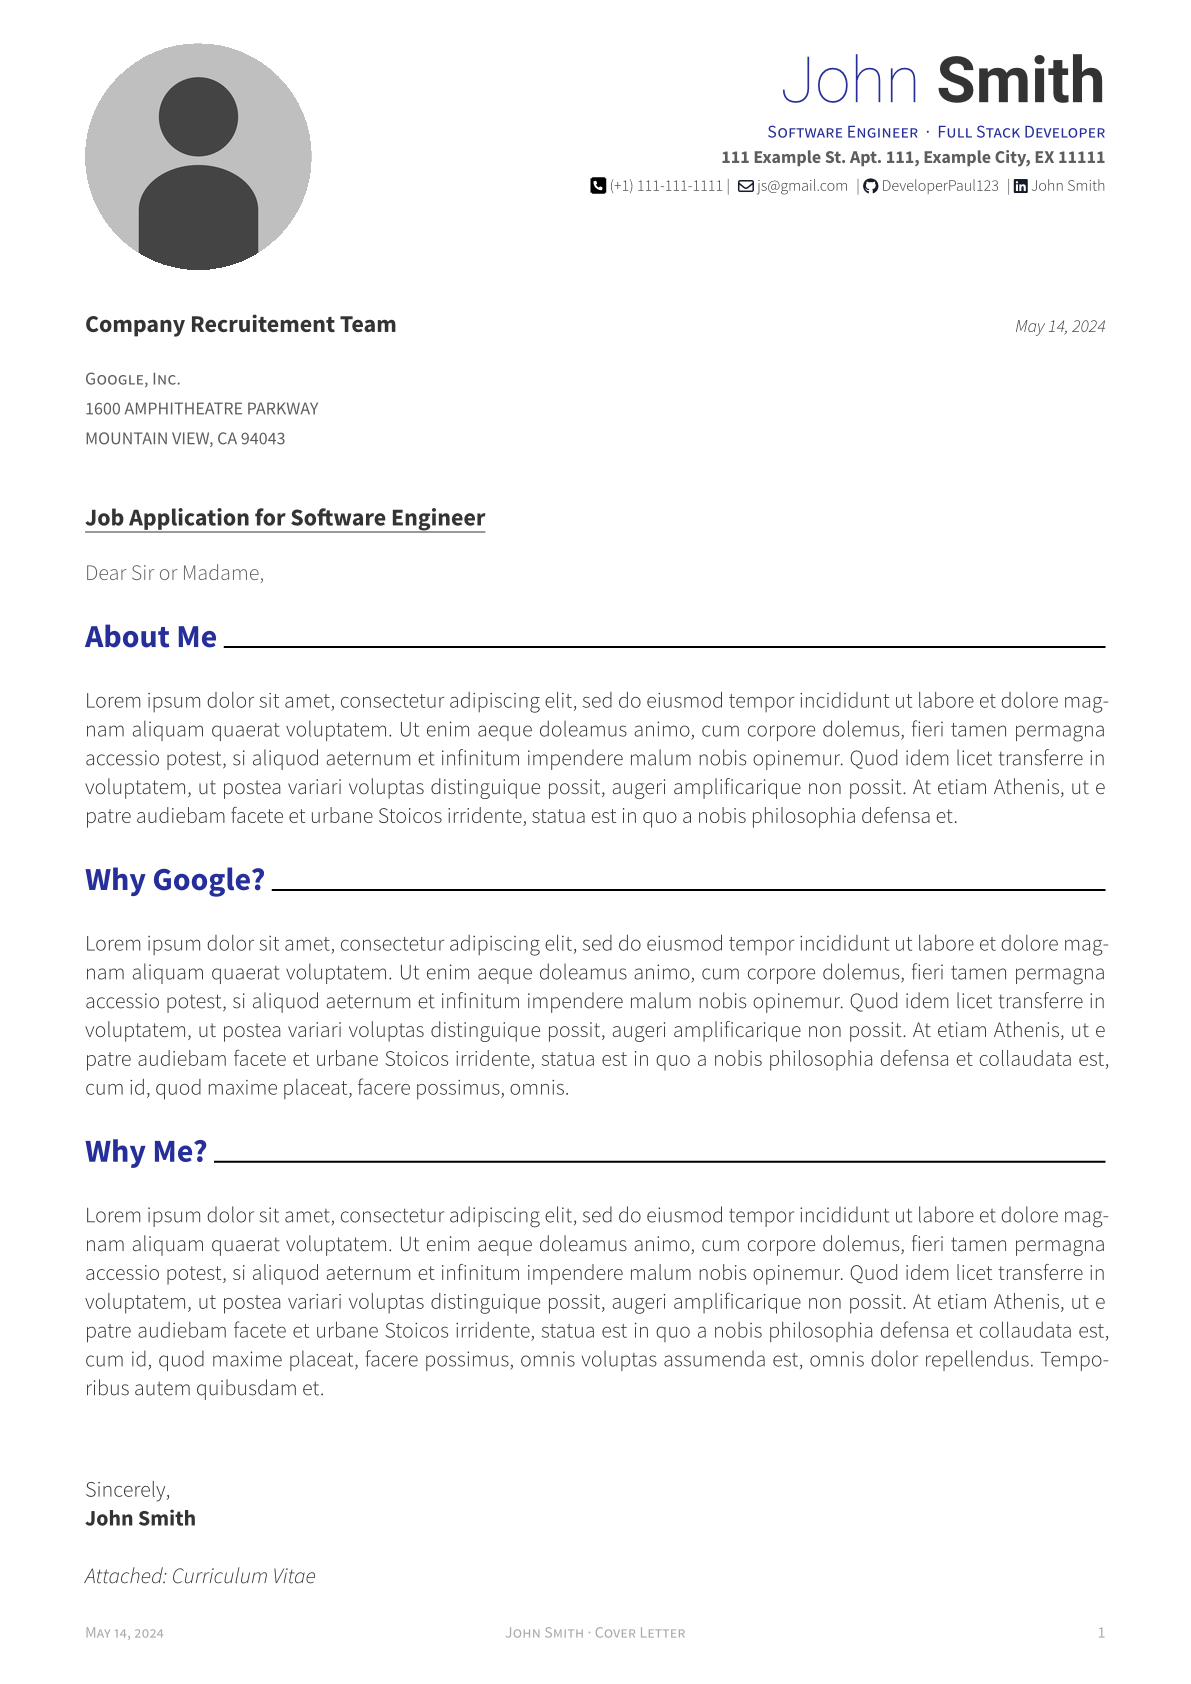 John Smith
Software Engineer · Full Stack Developer
111 Example St. Apt. 111, Example City, EX 11111
(+1) 111-111-1111 | js@gmail.com | DeveloperPaul123 | John Smith
Company Recruitement Team
May 14, 2024
Google, Inc.
1600 AMPHITHEATRE PARKWAY
MOUNTAIN VIEW, CA 94043
Job Application for Software Engineer
Dear Sir or Madame,
About Me
Lorem ipsum dolor sit amet, consectetur adipiscing elit, sed do eiusmod tempor incididunt ut labore et dolore mag-
nam aliquam quaerat voluptatem. Ut enim aeque doleamus animo, cum corpore dolemus, fieri tamen permagna
accessio potest, si aliquod aeternum et infinitum impendere malum nobis opinemur. Quod idem licet transferre in
voluptatem, ut postea variari voluptas distinguique possit, augeri amplificarique non possit. At etiam Athenis, ut e
patre audiebam facete et urbane Stoicos irridente, statua est in quo a nobis philosophia defensa et.
Why Google?
Lorem ipsum dolor sit amet, consectetur adipiscing elit, sed do eiusmod tempor incididunt ut labore et dolore mag-
nam aliquam quaerat voluptatem. Ut enim aeque doleamus animo, cum corpore dolemus, fieri tamen permagna
accessio potest, si aliquod aeternum et infinitum impendere malum nobis opinemur. Quod idem licet transferre in
voluptatem, ut postea variari voluptas distinguique possit, augeri amplificarique non possit. At etiam Athenis, ut e
patre audiebam facete et urbane Stoicos irridente, statua est in quo a nobis philosophia defensa et collaudata est,
cum id, quod maxime placeat, facere possimus, omnis.
Why Me?
Lorem ipsum dolor sit amet, consectetur adipiscing elit, sed do eiusmod tempor incididunt ut labore et dolore mag-
nam aliquam quaerat voluptatem. Ut enim aeque doleamus animo, cum corpore dolemus, fieri tamen permagna
accessio potest, si aliquod aeternum et infinitum impendere malum nobis opinemur. Quod idem licet transferre in
voluptatem, ut postea variari voluptas distinguique possit, augeri amplificarique non possit. At etiam Athenis, ut e
patre audiebam facete et urbane Stoicos irridente, statua est in quo a nobis philosophia defensa et collaudata est,
cum id, quod maxime placeat, facere possimus, omnis voluptas assumenda est, omnis dolor repellendus. Tempo-
ribus autem quibusdam et.
Sincerely,
John Smith
Attached: Curriculum Vitae
May 14, 2024
John Smith · Cover Letter
1